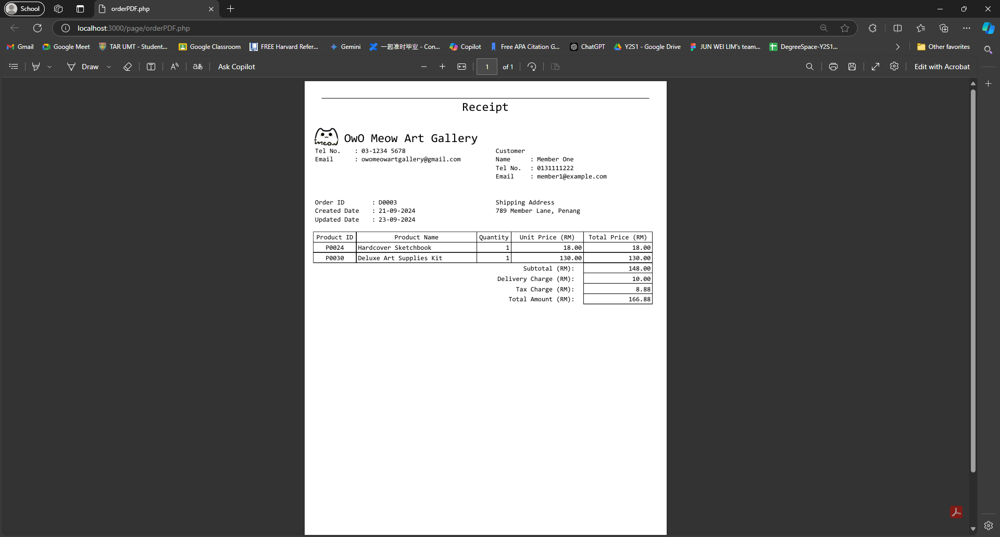 School
orderPDF.php
localhost:3000/page/orderPDF.php
Gmail Google Meet TAR UMT - Student... Google Classroom FREE Harvard Refer... Gemini 一起准时毕业 - Con... Copilot Free APA Citation G... ChatGPT Y2S1 - Google Drive JUN WEI LIM's team... DegreeSpace-Y2S1... Other favorites
Draw T A aあ Ask Copilot 1 of 1 Edit with Acrobat
Receipt
meow OwO Meow Art Gallery
Tel No. : 03-1234 5678 Customer
Email : owomeowartgallery@gmail.com Name : Member One
Tel No. : 0131111222
Email : member1@example.com
Order ID : D0003 Shipping Address
Created Date : 21-09-2024 789 Member Lane, Penang
Updated Date : 23-09-2024
Product ID Product Name Quantity Unit Price (RM) Total Price (RM)
P0024 Hardcover Sketchbook 1 18.00 18.00
P0030 Deluxe Art Supplies Kit 1 130.00 130.00
Subtotal (RM): 148.00
Delivery Charge (RM): 10.00
Tax Charge (RM): 8.88
Total Amount (RM): 166.88